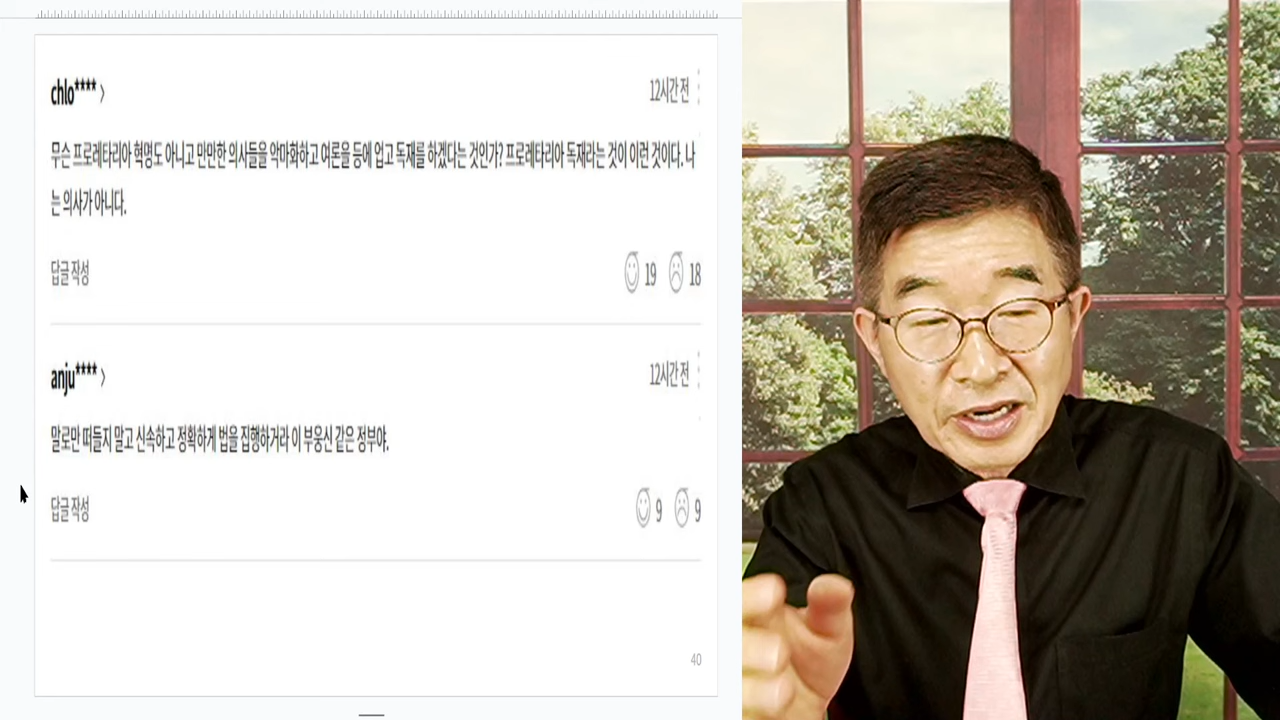 chlo**** 〉
12시간 전
무슨 프로레타리아 혁명도 아니고 만만한 의사들을 악마화하고 여론을 등에 업고 독재를 하겠다는 것인가? 프로레타리아 독재라는 것이 이런 것이다. 나
는 의사가 아니다.
답글 작성
19 18
anju**** 〉
12시간 전
말로만 떠들지 말고 신속하고 정확하게 법을 집행하거라 이 부웅신 같은 정부야.
답글 작성
9 9
40